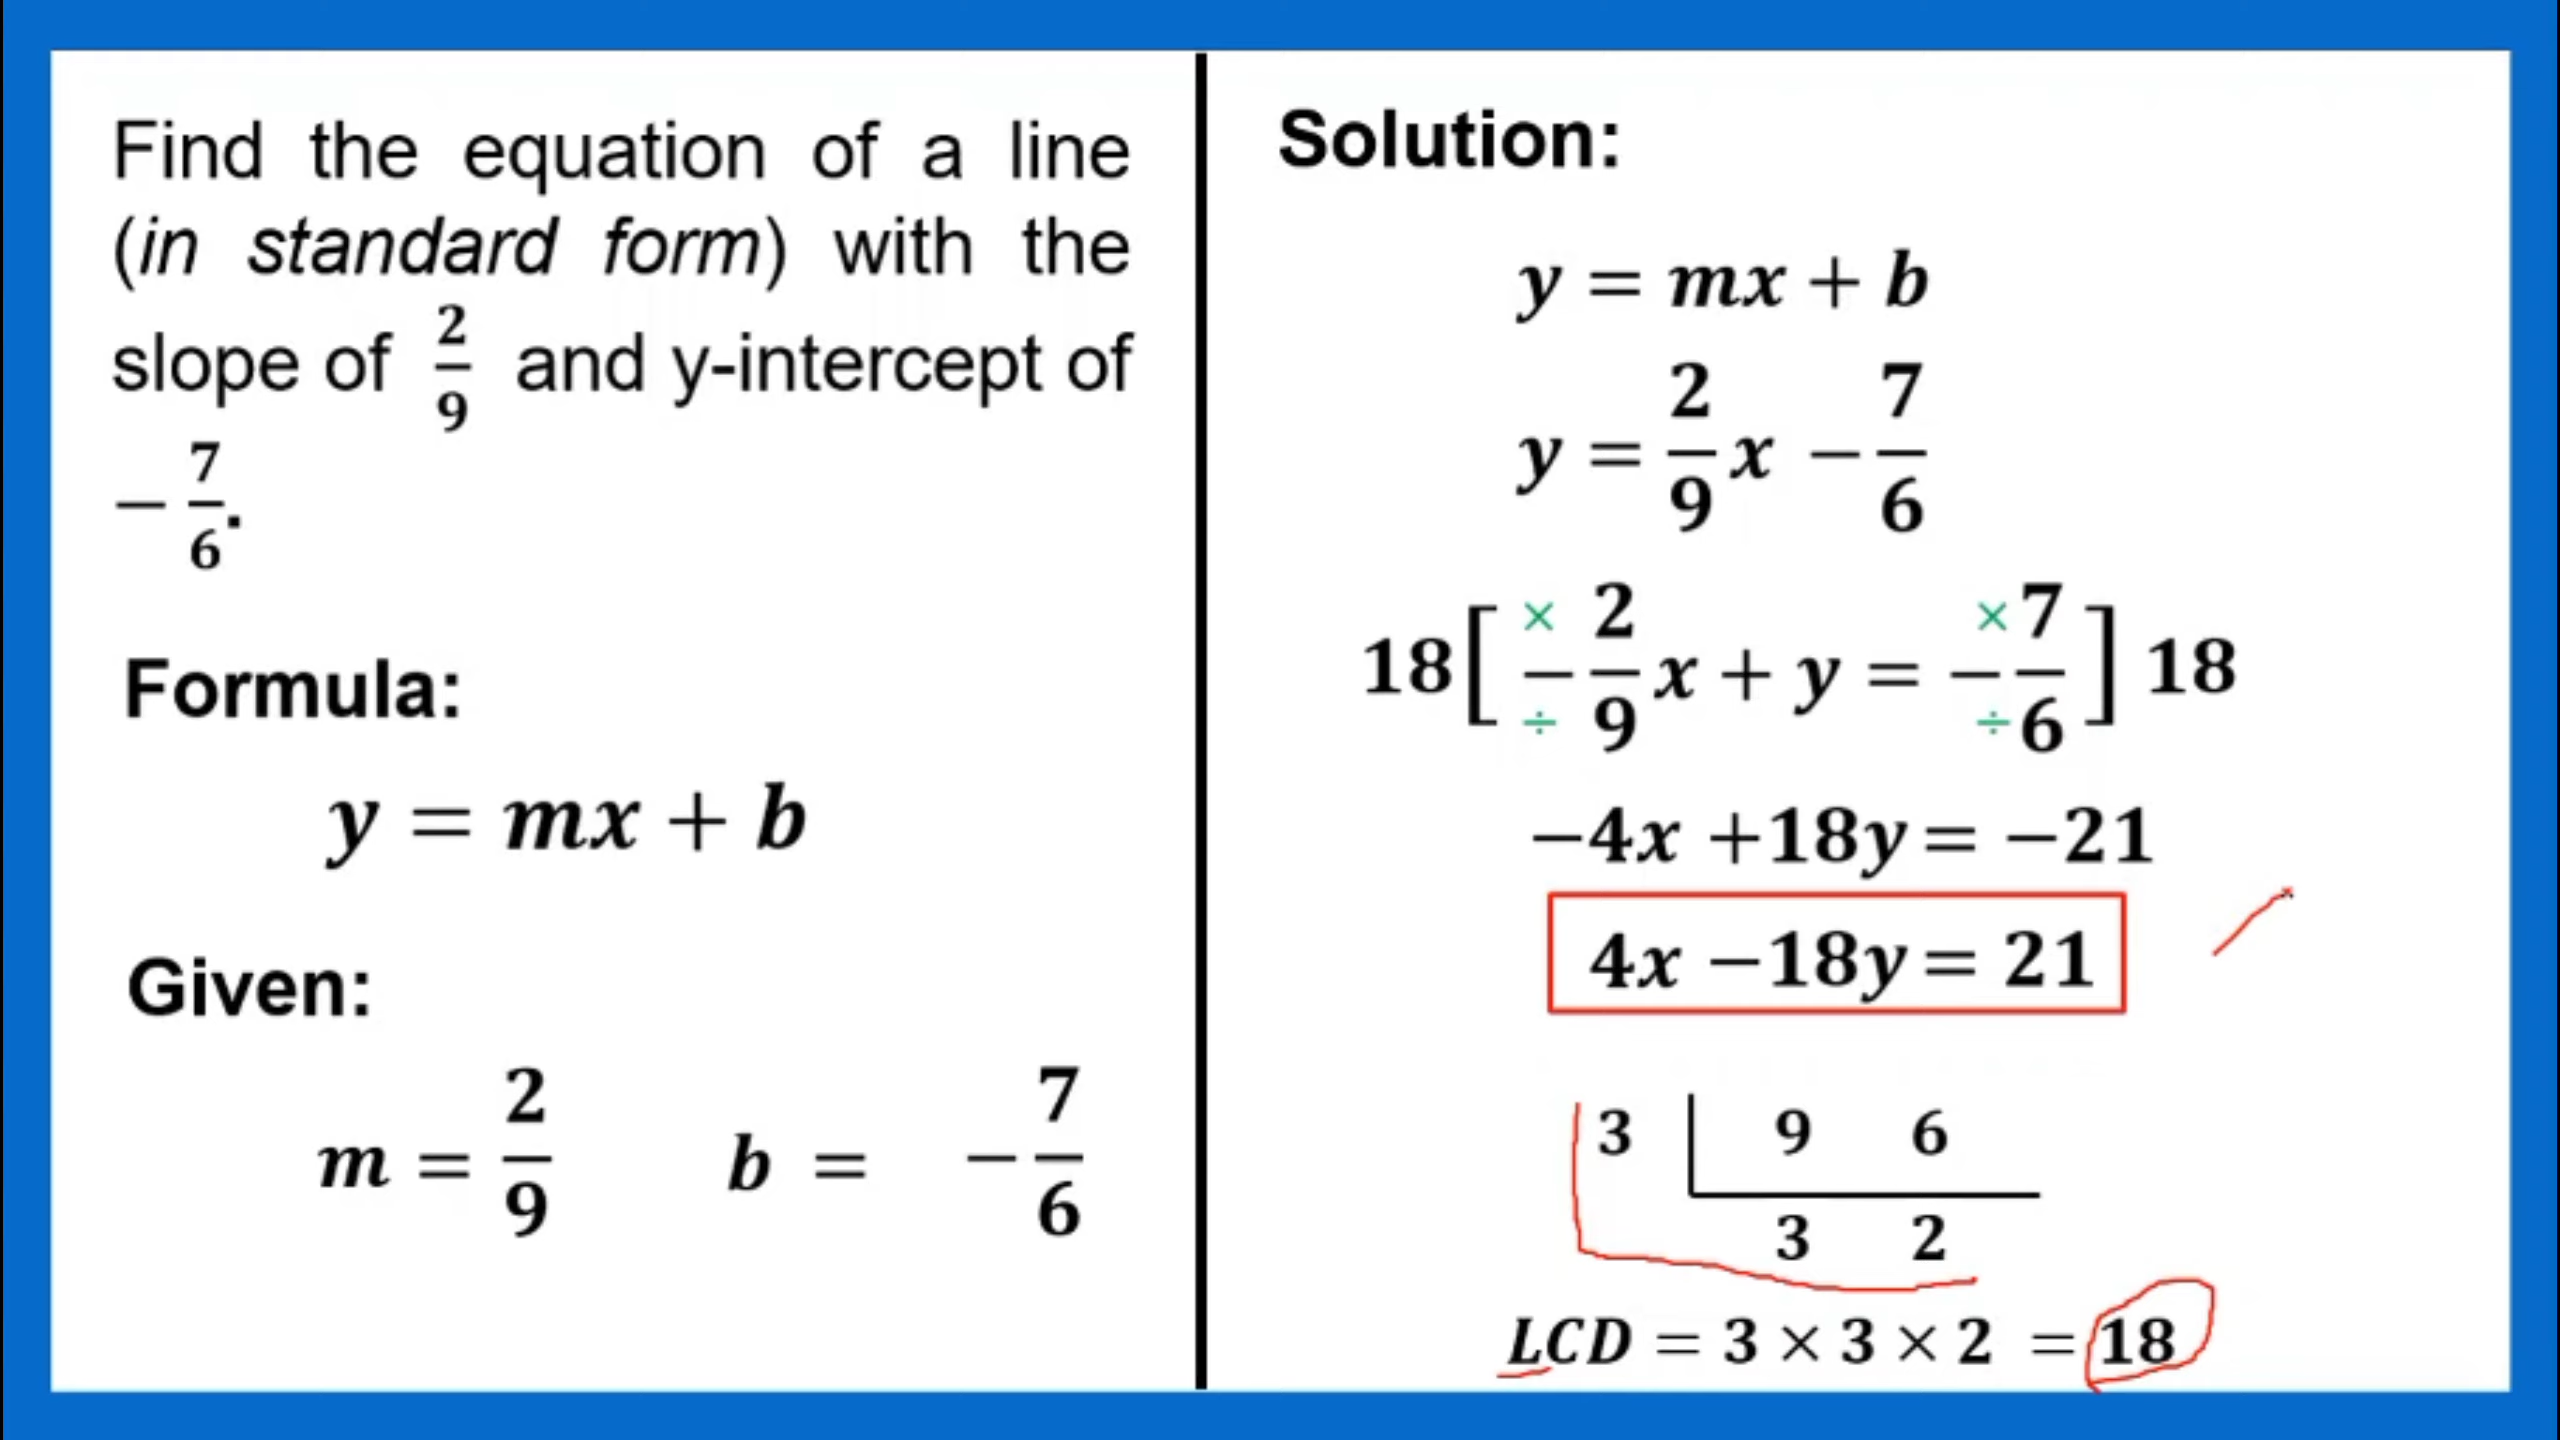 Find the equation of a line
(in standard form) with the
slope of 2/9 and y-intercept of
− 7/6.
Formula:
y = mx + b
Given:
m = 2/9 b = − 7/6
Solution:
y = mx + b
y = 2/9 x − 7/6
18[ × ÷ − 2/9 x + y = × ÷ − 7/6 ] 18
−4x +18y = −21
4x −18y = 21
3 9 6
3 2
LCD = 3 × 3 × 2 = 18